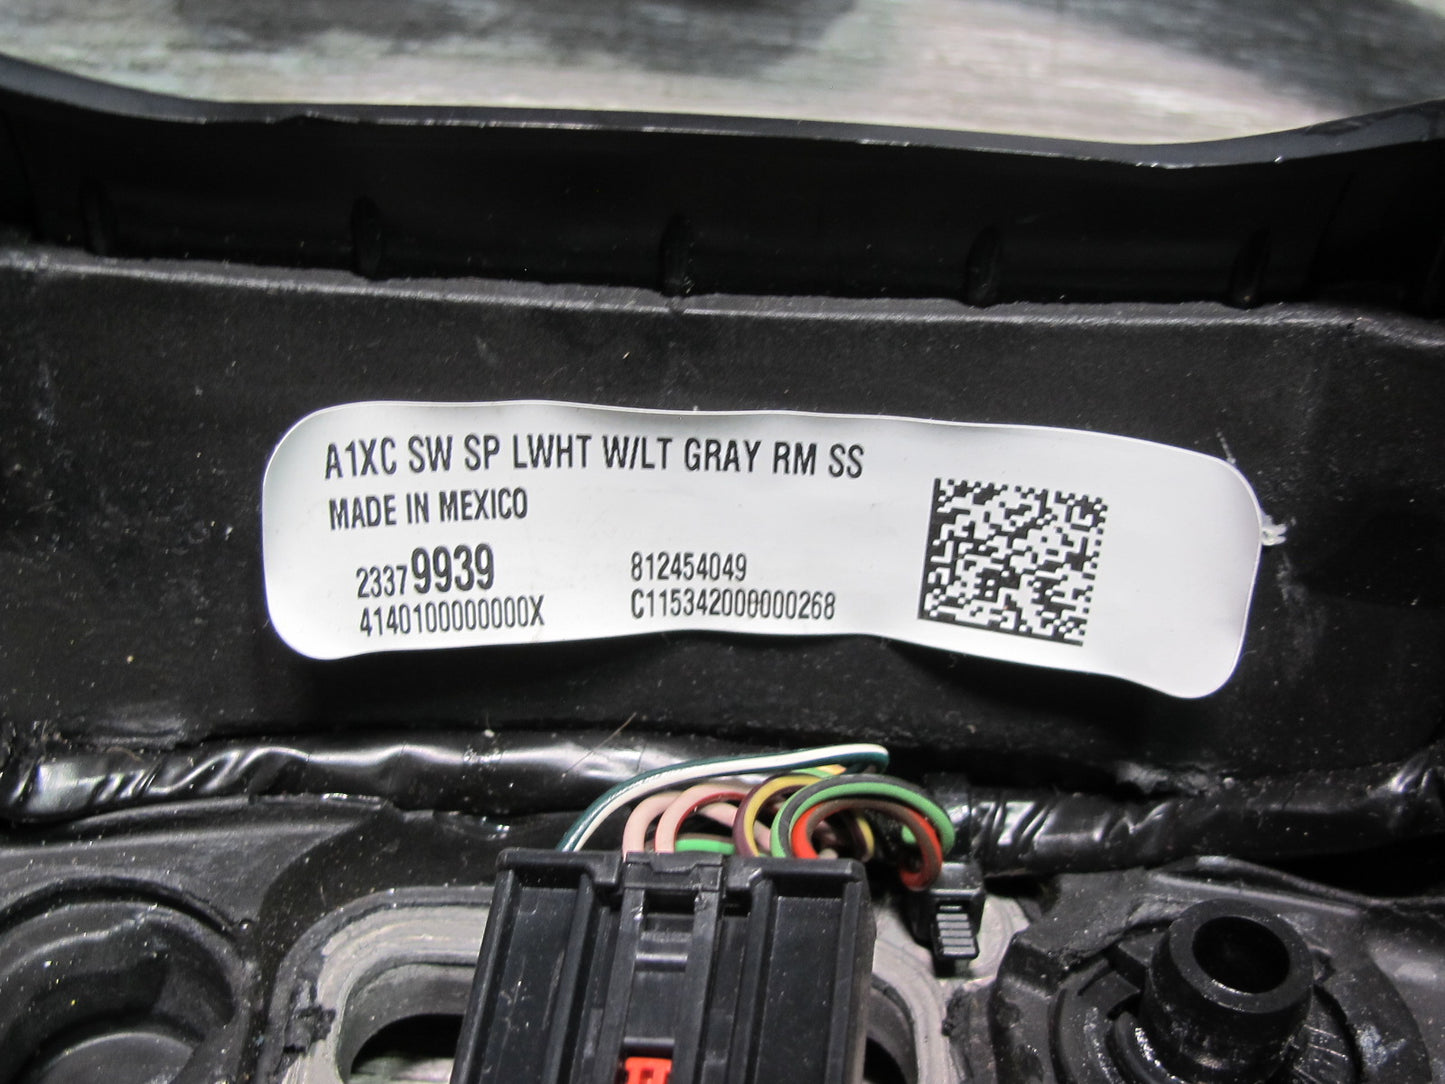 A1XC SW SP LWHT W/LT GRAY RM SS
MADE IN MEXICO
23379939 812454049
4140100000000X C115342000000268